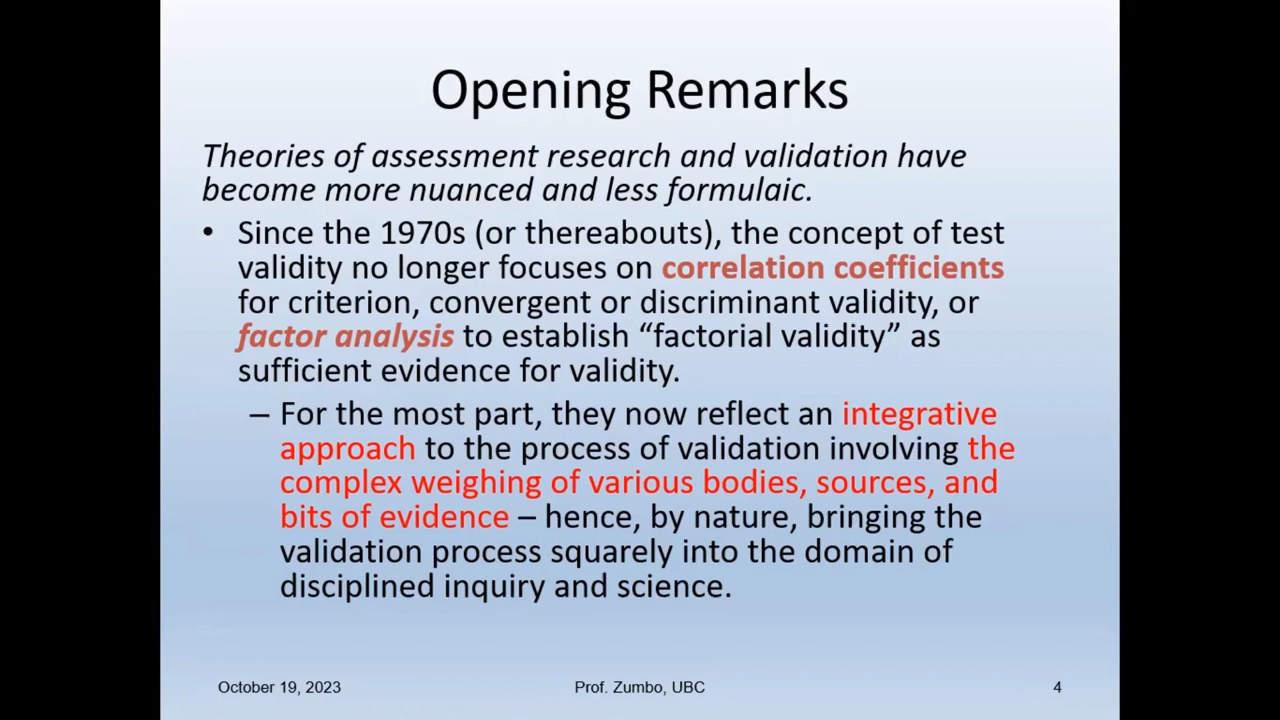 Opening Remarks
Theories of assessment research and validation have
become more nuanced and less formulaic.
• Since the 1970s (or thereabouts), the concept of test
validity no longer focuses on correlation coefficients
for criterion, convergent or discriminant validity, or
factor analysis to establish “factorial validity” as
sufficient evidence for validity.
– For the most part, they now reflect an integrative
approach to the process of validation involving the
complex weighing of various bodies, sources, and
bits of evidence – hence, by nature, bringing the
validation process squarely into the domain of
disciplined inquiry and science.
October 19, 2023 Prof. Zumbo, UBC 4